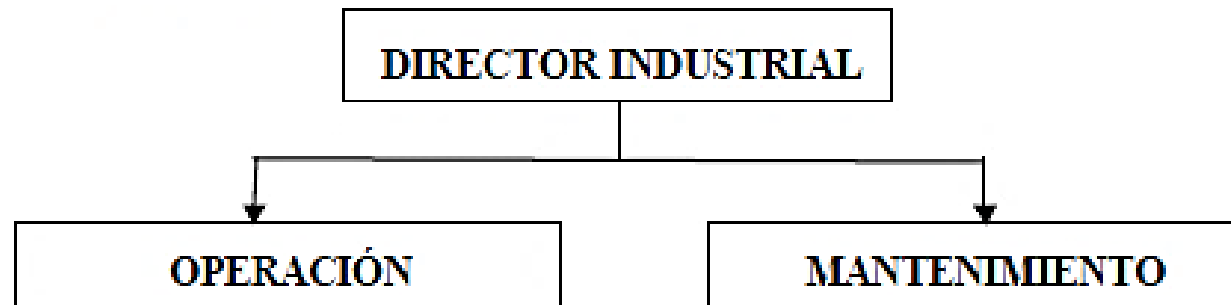 DIRECTOR INDUSTRIAL
OPERACIÓN
MANTENIMIENTO